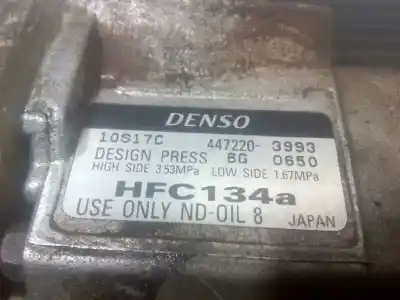 DENSO
10S17C 447220- 3993
DESIGN PRESS BG 0650
HIGH SIDE 3.53MPa LOW SIDE 1.67MPa
HFC134a
USE ONLY ND-OIL 8 JAPAN